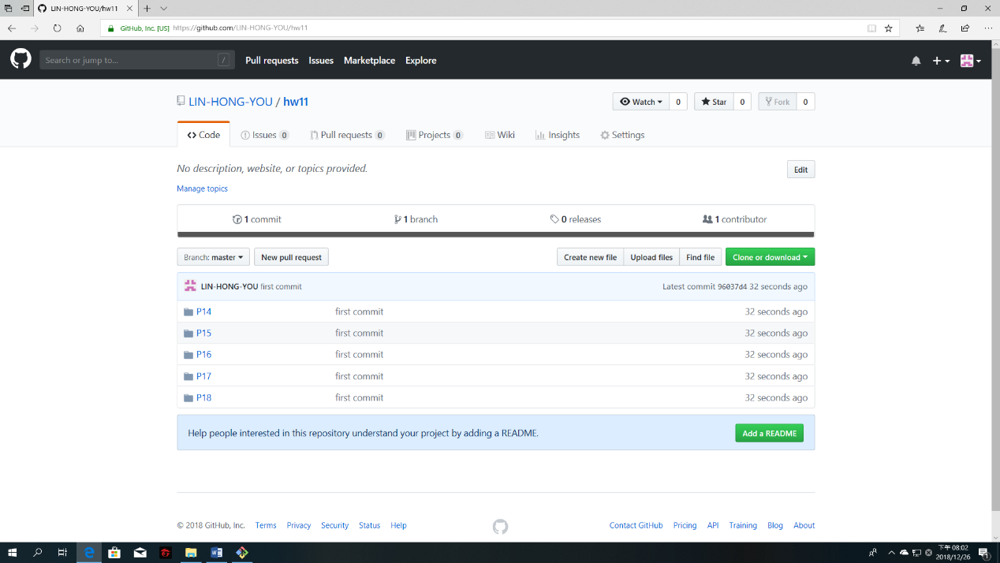 LIN-HONG-YOU/hw11
GitHub, Inc. [US] https://github.com/LIN-HONG-YOU/hw11
Search or jump to... /
Pull requests Issues Marketplace Explore
LIN-HONG-YOU / hw11
Watch 0 Star 0 Fork 0
Code Issues 0 Pull requests 0 Projects 0 Wiki Insights Settings
No description, website, or topics provided.
Edit
Manage topics
1 commit 1 branch 0 releases 1 contributor
Branch: master New pull request Create new file Upload files Find file Clone or download
LIN-HONG-YOU first commit Latest commit 96037d4 32 seconds ago
P14 first commit 32 seconds ago
P15 first commit 32 seconds ago
P16 first commit 32 seconds ago
P17 first commit 32 seconds ago
P18 first commit 32 seconds ago
Help people interested in this repository understand your project by adding a README.
Add a README
© 2018 GitHub, Inc. Terms Privacy Security Status Help Contact GitHub Pricing API Training Blog About
下午 08:02
2018/12/26
1